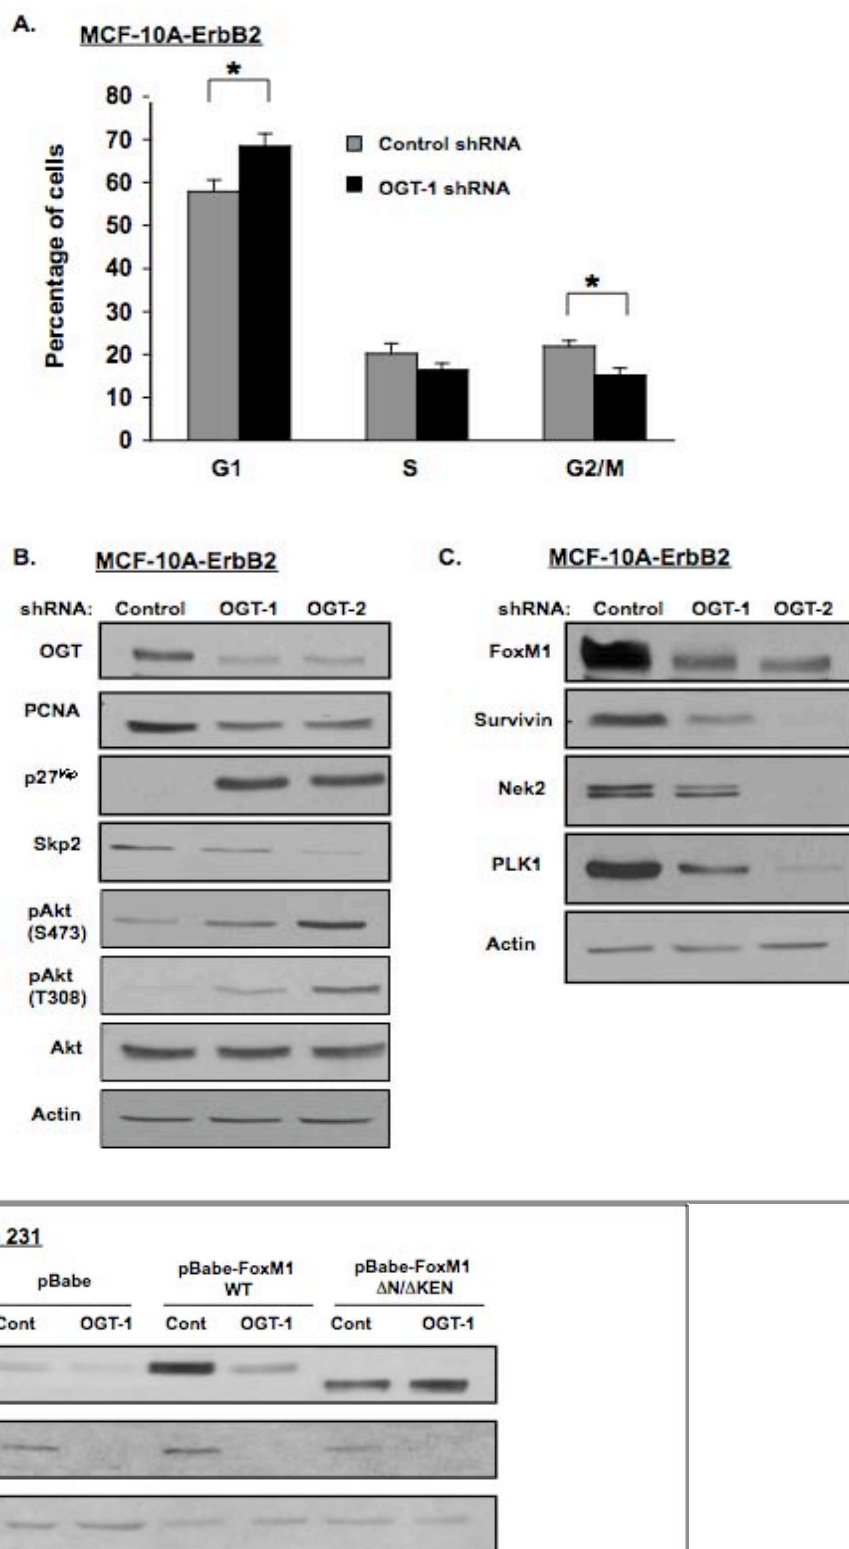 A.
MCF-10A-ErbB2
*
80
70
60
50
40
30
20
10
0
Percentage of cells
Control shRNA
OGT-1 shRNA
*
G1 S G2/M
B. MCF-10A-ErbB2
shRNA: Control OGT-1 OGT-2
OGT
PCNA
p27ᴷⁱᵖ
Skp2
pAkt
(S473)
pAkt
(T308)
Akt
Actin
C. MCF-10A-ErbB2
shRNA: Control OGT-1 OGT-2
FoxM1
Survivin
Nek2
PLK1
Actin
231
pBabe
pBabe-FoxM1
WT
pBabe-FoxM1
ΔN/ΔKEN
Cont OGT-1 Cont OGT-1 Cont OGT-1